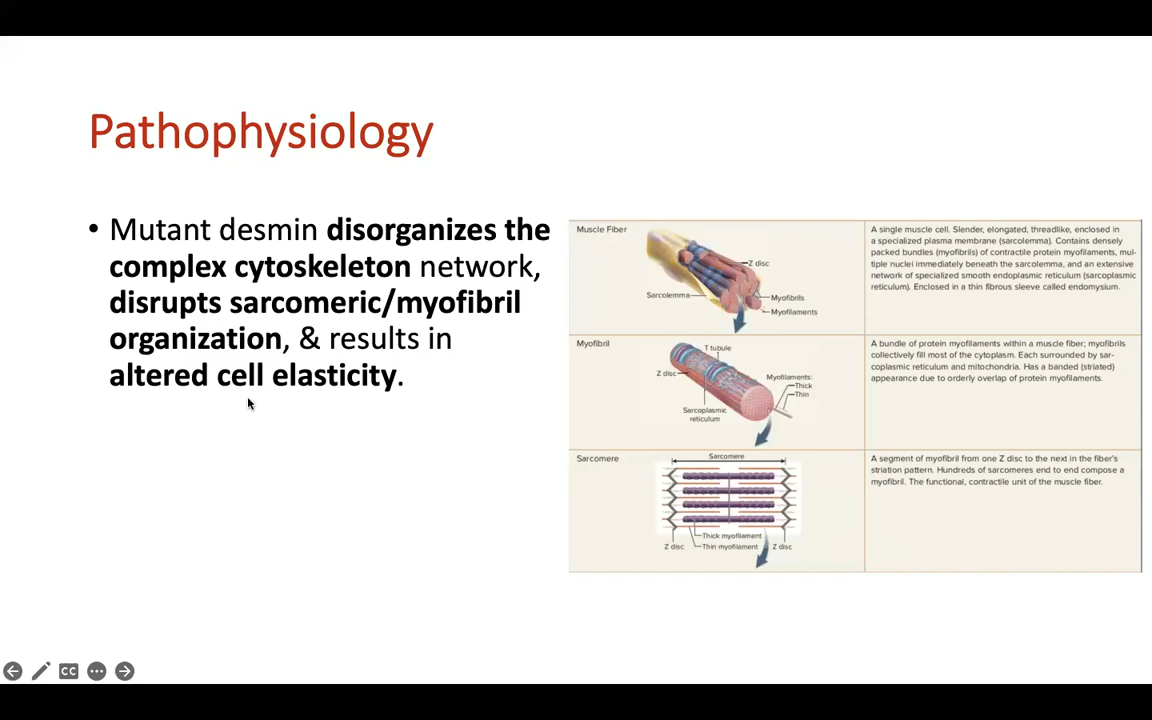 Pathophysiology
• Mutant desmin disorganizes the
complex cytoskeleton network,
disrupts sarcomeric/myofibril
organization, & results in
altered cell elasticity.
Muscle Fiber
Z disc
Sarcolemma
Myofibrils
Myofilaments
A single muscle cell. Slender, elongated, threadlike, enclosed in
a specialized plasma membrane (sarcolemma). Contains densely
packed bundles (myofibrils) of contractile protein myofilaments, mul-
tiple nuclei immediately beneath the sarcolemma, and an extensive
network of specialized smooth endoplasmic reticulum (sarcoplasmic
reticulum). Enclosed in a thin fibrous sleeve called endomysium.
Myofibril
T tubule
Z disc
Myofilaments:
Thick
Thin
Sarcoplasmic
reticulum
A bundle of protein myofilaments within a muscle fiber; myofibrils
collectively fill most of the cytoplasm. Each surrounded by sar-
coplasmic reticulum and mitochondria. Has a banded (striated)
appearance due to orderly overlap of protein myofilaments.
Sarcomere
Sarcomere
Thick myofilament
Z disc
Thin myofilament
Z disc
A segment of myofibril from one Z disc to the next in the fiber's
striation pattern. Hundreds of sarcomeres end to end compose a
myofibril. The functional, contractile unit of the muscle fiber.
CC